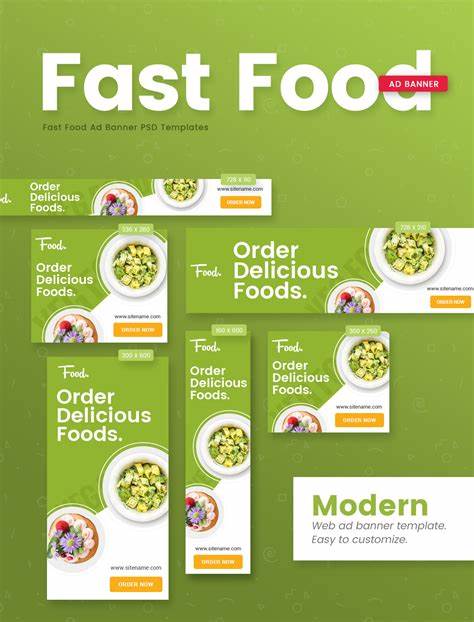 Fast Food
AD BANNER
Fast Food Ad Banner PSD Templates
728 x 90
Food.
Order
Delicious
Foods.
www.sitename.com
ORDER NOW
336 x 280
Food.
Order
Delicious
Foods.
www.sitename.com
ORDER NOW
Food.
Order
Delicious
Foods.
www.sitename.com
ORDER NOW
300 x 600
Food.
Order
Delicious
Foods.
www.sitename.com
ORDER NOW
160 x 600
Food.
Order
Delicious
Foods.
www.sitename.com
ORDER NOW
Food.
Order
Delicious
Foods.
www.sitename.com
ORDER NOW
Modern
Web ad banner template.
Easy to customize.